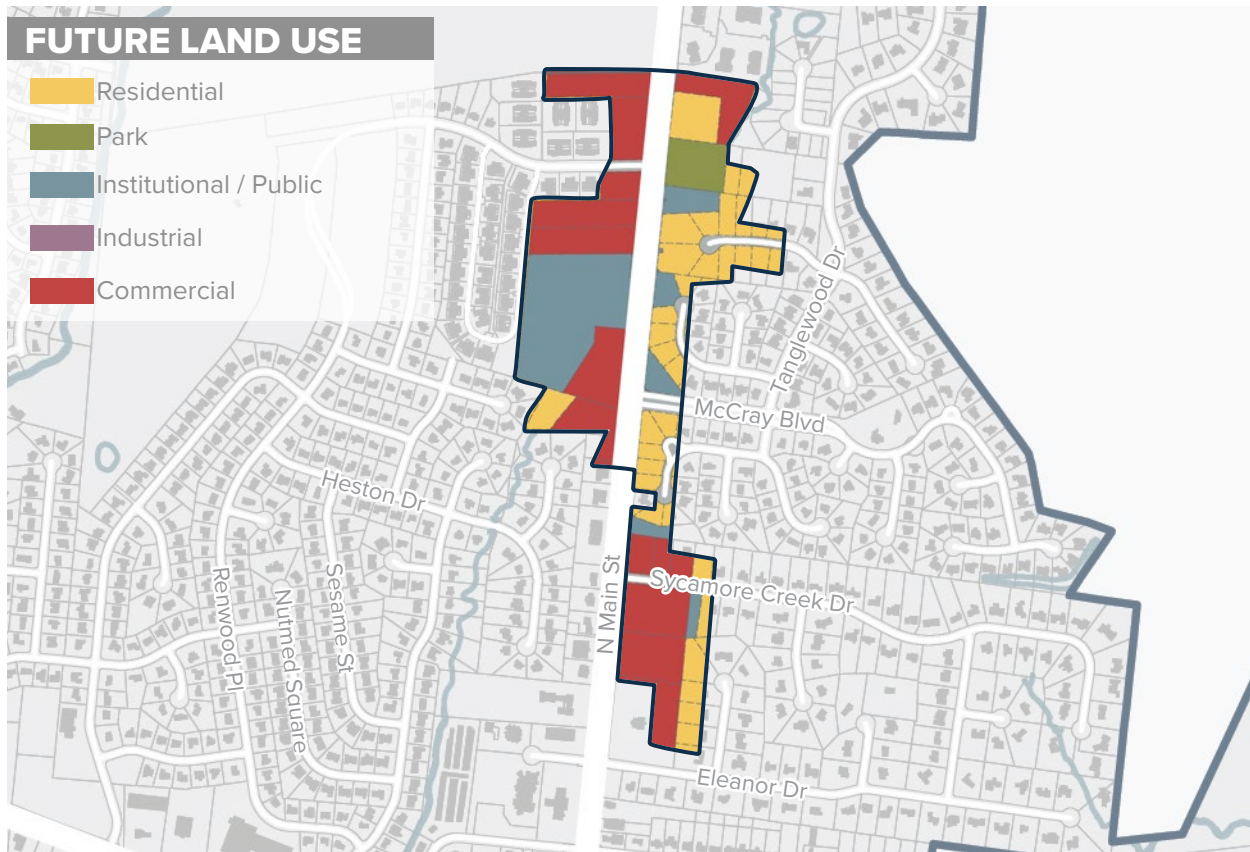 FUTURE LAND USE
Residential
Park
Institutional / Public
Industrial
Commercial
Tanglewood Dr
McCray Blvd
Heston Dr
N Main St
Sycamore Creek Dr
Renwood Pl
Nutmed Square
Sesame St
Eleanor Dr